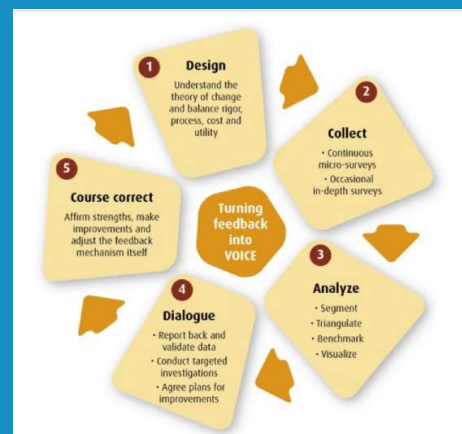 1
Design
Understand the
theory of change
and balance rigor,
process, cost and
utility
2
Collect
• Continuous
micro-surveys
• Occasional
in-depth surveys
3
Analyze
• Segment
• Triangulate
• Benchmark
• Visualize
4
Dialogue
• Report back and
validate data
• Conduct targeted
investigations
• Agree plans for
improvements
5
Course correct
Affirm strengths, make
improvements and
adjust the feedback
mechanism itself
Turning
feedback
into
VOICE